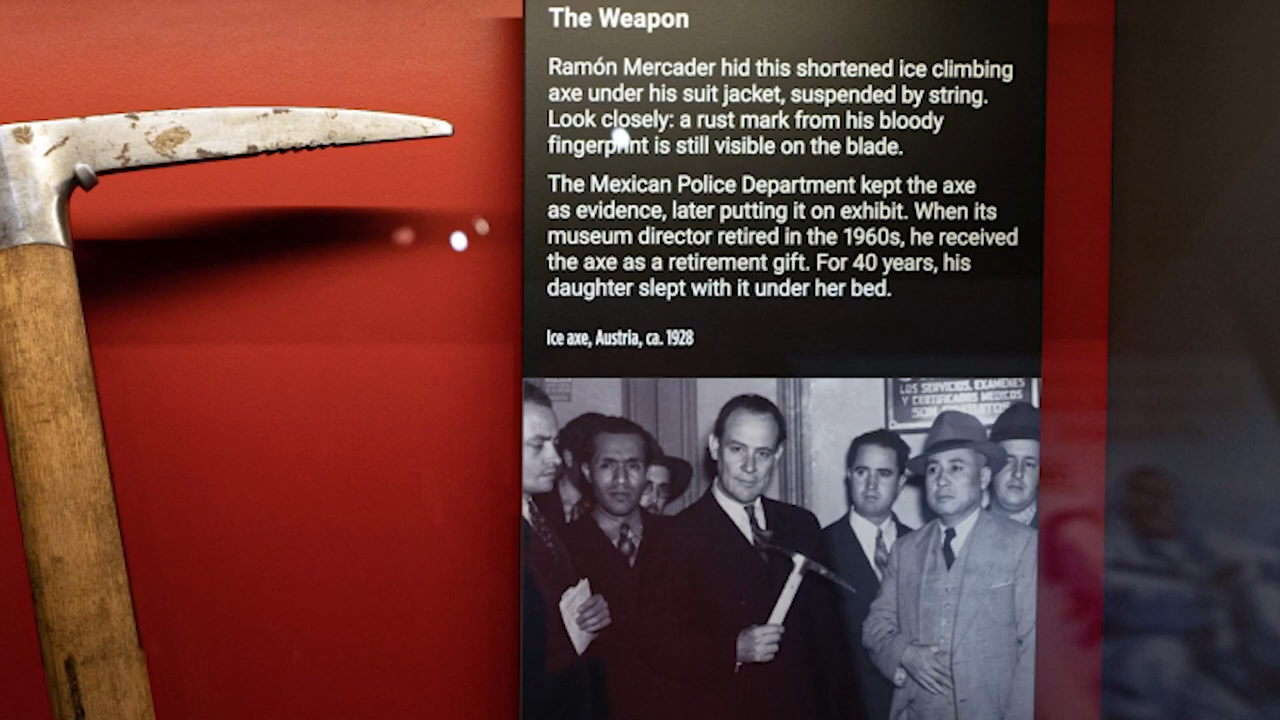 The Weapon
Ramón Mercader hid this shortened ice climbing
axe under his suit jacket, suspended by string.
Look closely: a rust mark from his bloody
fingerprint is still visible on the blade.
The Mexican Police Department kept the axe
as evidence, later putting it on exhibit. When its
museum director retired in the 1960s, he received
the axe as a retirement gift. For 40 years, his
daughter slept with it under her bed.
Ice axe, Austria, ca. 1928
LOS SERVICIOS, EXAMENES
Y CERTIFICADOS MEDICOS
SON